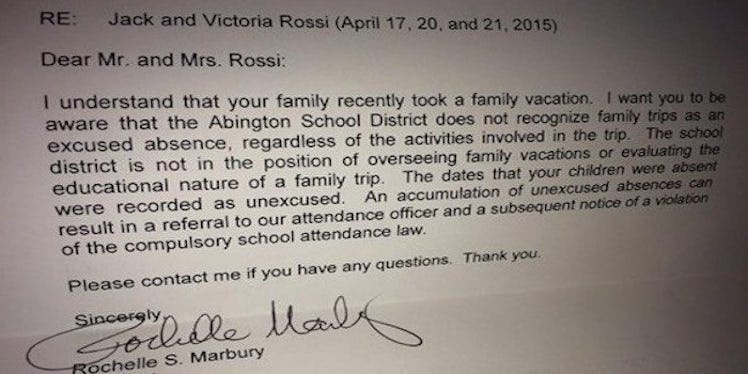 RE: Jack and Victoria Rossi (April 17, 20, and 21, 2015)
Dear Mr. and Mrs. Rossi:
I understand that your family recently took a family vacation. I want you to be
aware that the Abington School District does not recognize family trips as an
excused absence, regardless of the activities involved in the trip. The school
district is not in the position of overseeing family vacations or evaluating the
educational nature of a family trip. The dates that your children were absent
were recorded as unexcused. An accumulation of unexcused absences can
result in a referral to our attendance officer and a subsequent notice of a violation
of the compulsory school attendance law.
Please contact me if you have any questions. Thank you.
Sincerely,
Rochelle Marbury
Rochelle S. Marbury